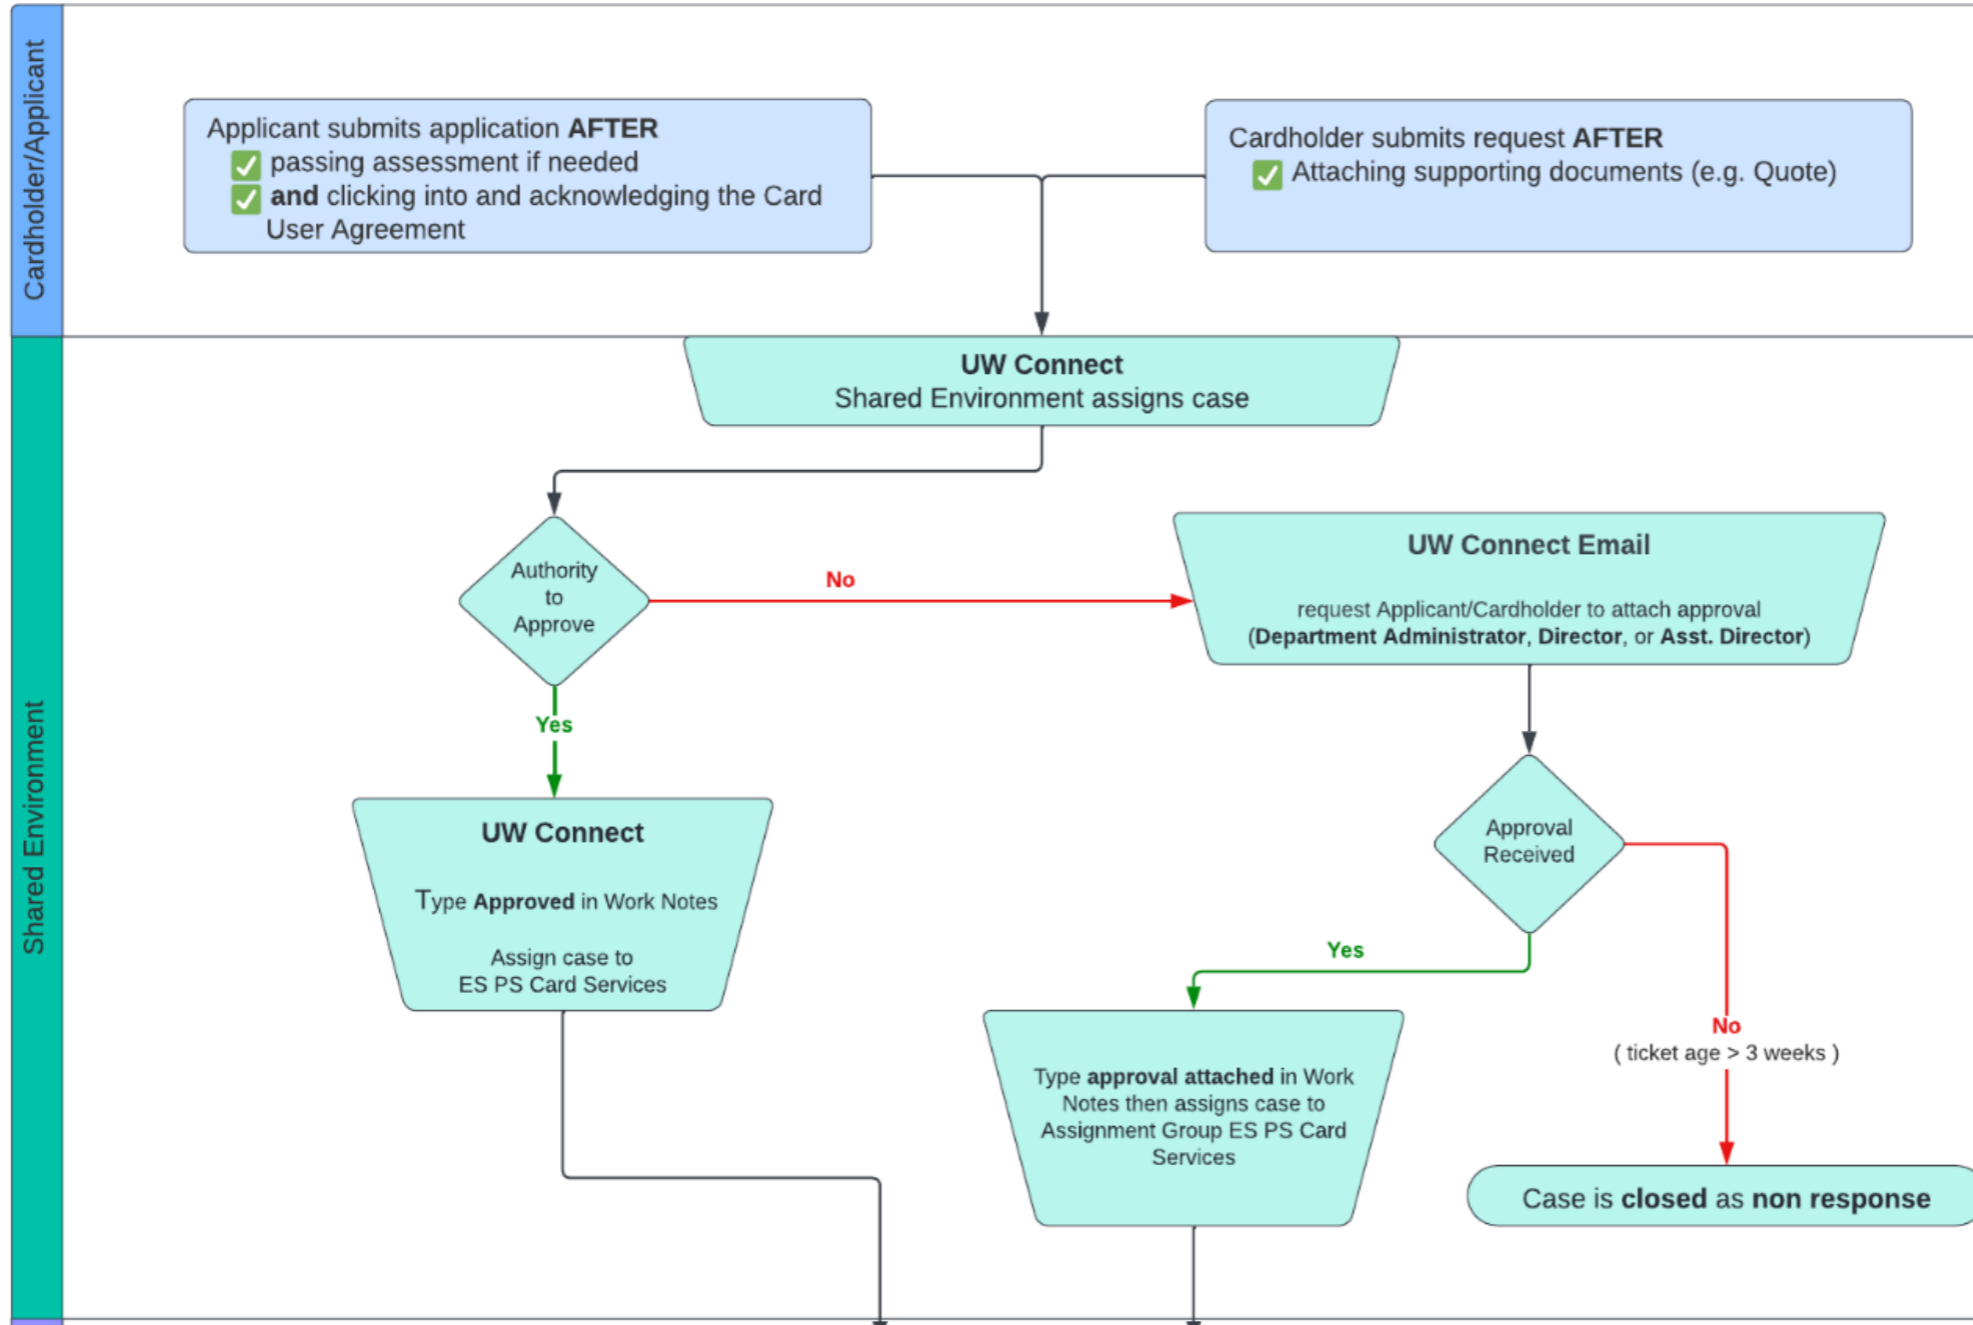 Cardholder/Applicant
Applicant submits application AFTER
✅ passing assessment if needed
✅ and clicking into and acknowledging the Card
User Agreement
Cardholder submits request AFTER
✅ Attaching supporting documents (e.g. Quote)
Shared Environment
UW Connect
Shared Environment assigns case
Authority
to
Approve
No
UW Connect Email
request Applicant/Cardholder to attach approval
(Department Administrator, Director, or Asst. Director)
Yes
UW Connect
Type Approved in Work Notes
Assign case to
ES PS Card Services
Approval
Received
Yes
No
( ticket age > 3 weeks )
Type approval attached in Work
Notes then assigns case to
Assignment Group ES PS Card
Services
Case is closed as non response